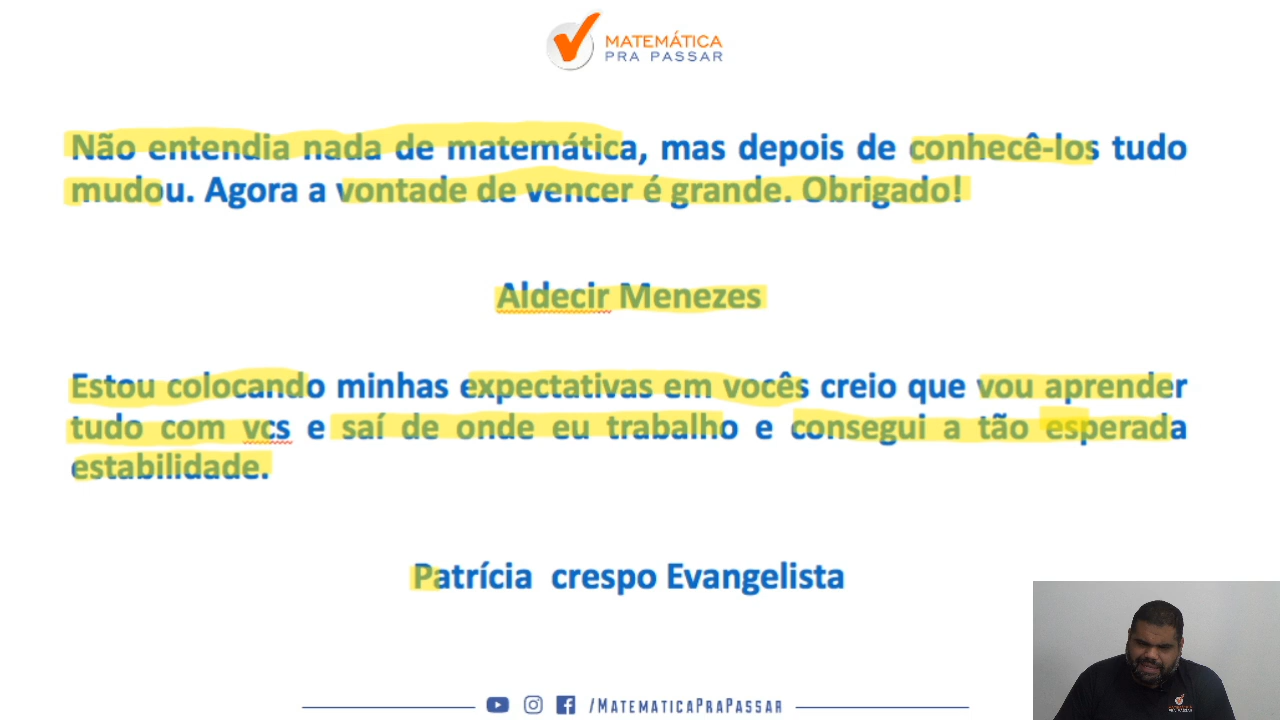 MATEMÁTICA
PRA PASSAR
Não entendia nada de matemática, mas depois de conhecê-los tudo
mudou. Agora a vontade de vencer é grande. Obrigado!
Aldecir Menezes
Estou colocando minhas expectativas em vocês creio que vou aprender
tudo com vcs e saí de onde eu trabalho e consegui a tão esperada
estabilidade.
Patrícia crespo Evangelista
/MATEMATICAPRAPASSAR
PRA PASSAR